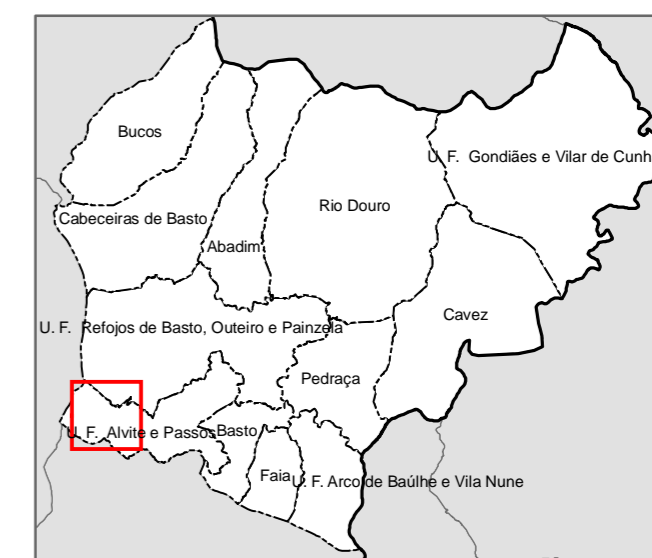 Bucos
U. F. Gondiães e Vilar de Cunh
Cabeceiras de Basto
Rio Douro
Abadim
Cavez
U. F. Refojos de Basto, Outeiro e Painzela
Pedraça
U. F. Alvite e Passos
Basto
Faia
U. F. Arco de Baúlhe e Vila Nune